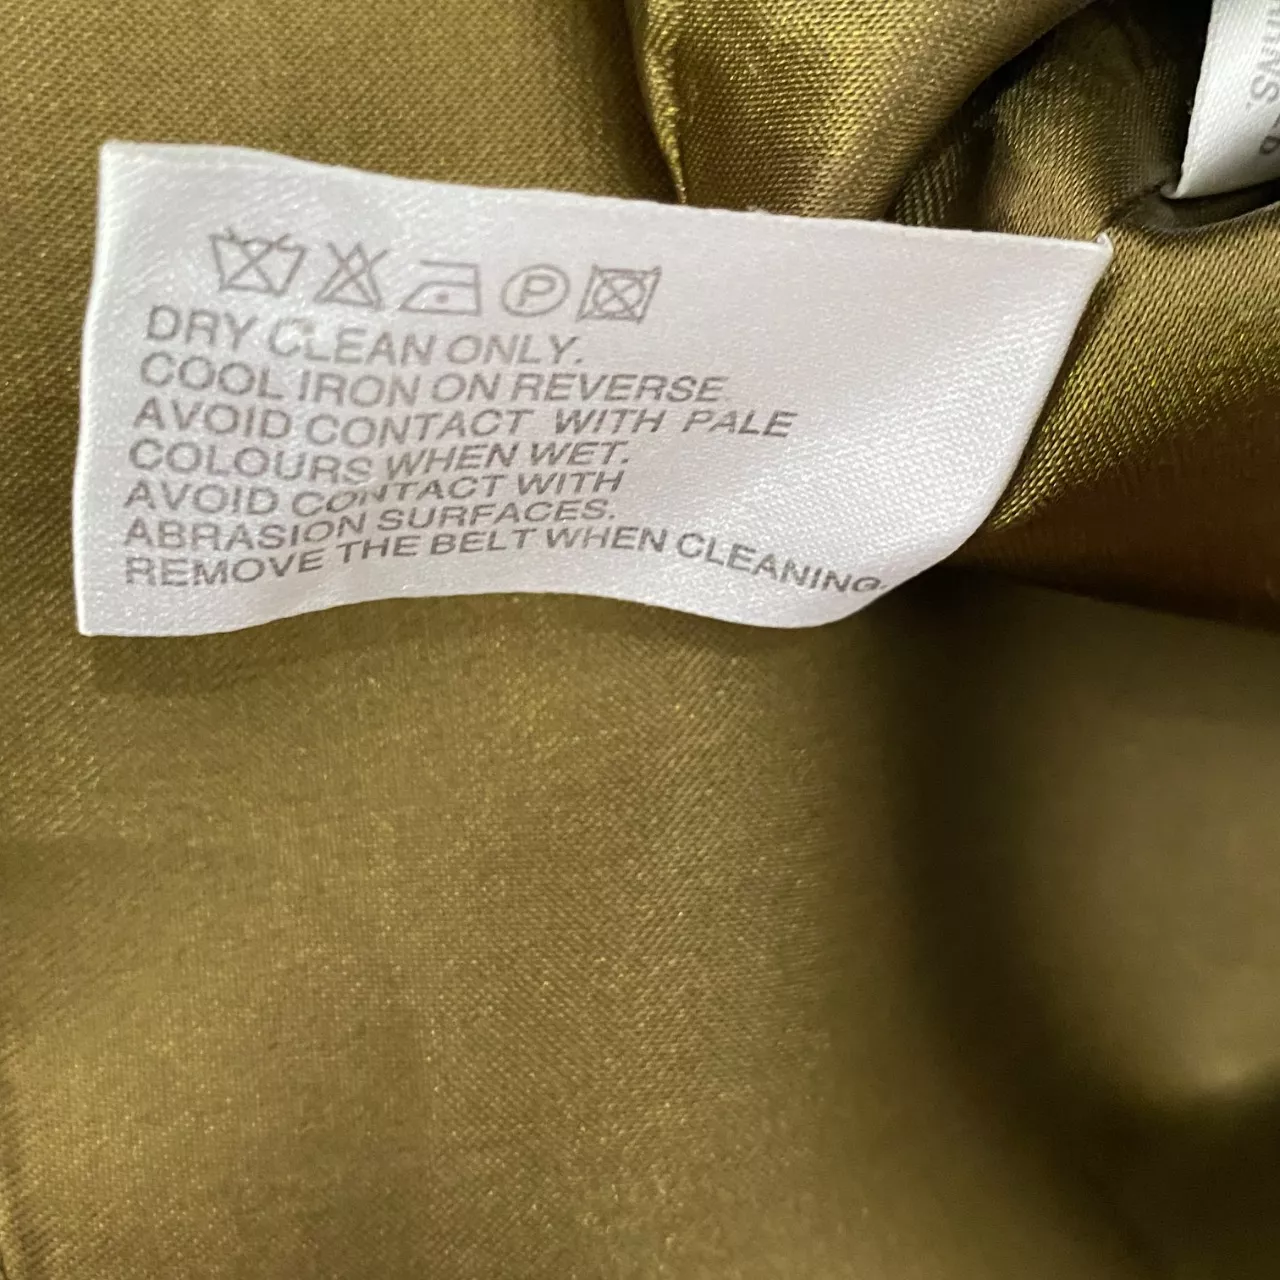 P
DRY CLEAN ONLY.
COOL IRON ON REVERSE
AVOID CONTACT WITH PALE
COLOURS WHEN WET.
AVOID CONTACT WITH
ABRASION SURFACES.
REMOVE THE BELT WHEN CLEANING.